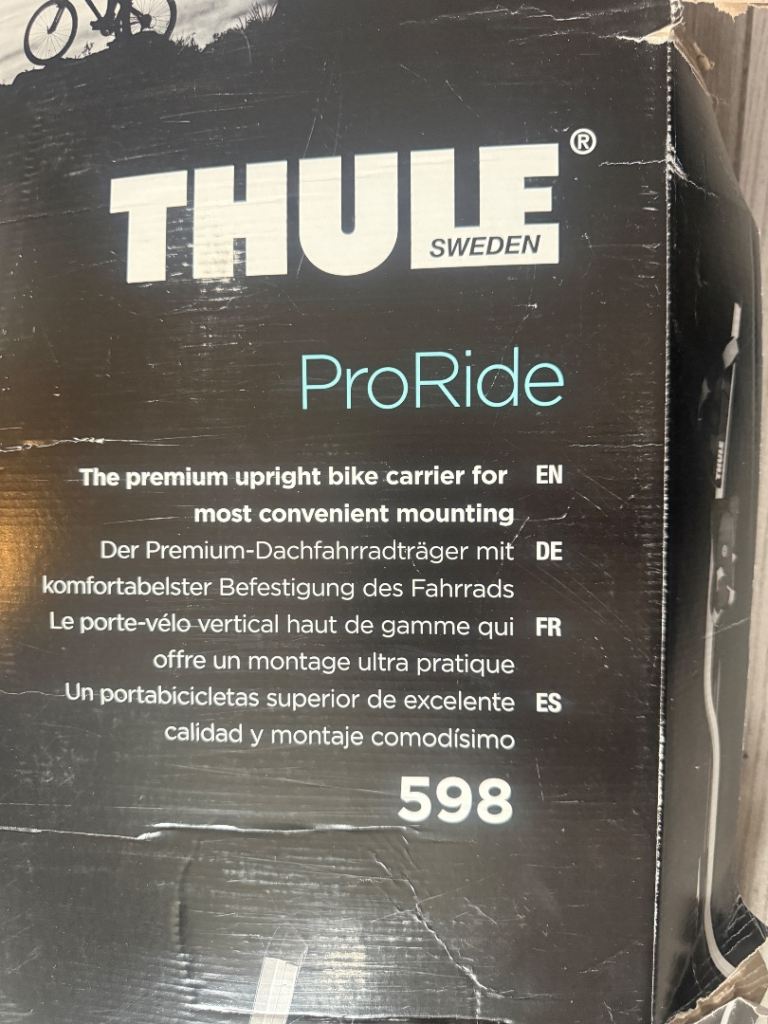 THULE®
SWEDEN
ProRide
The premium upright bike carrier for EN
most convenient mounting
Der Premium-Dachfahrradträger mit DE
komfortabelster Befestigung des Fahrrads
Le porte-vélo vertical haut de gamme qui FR
offre un montage ultra pratique
Un portabicicletas superior de excelente ES
calidad y montaje comodísimo
598
THULE